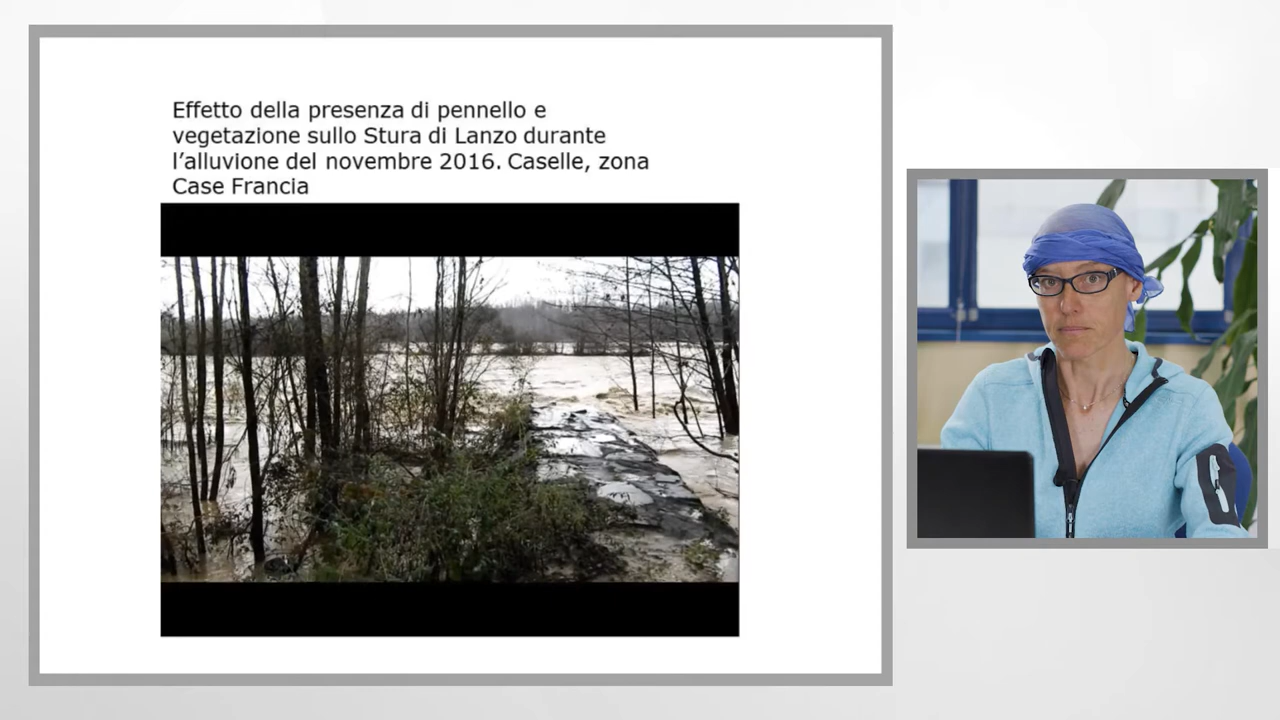 Effetto della presenza di pennello e
vegetazione sullo Stura di Lanzo durante
l’alluvione del novembre 2016. Caselle, zona
Case Francia